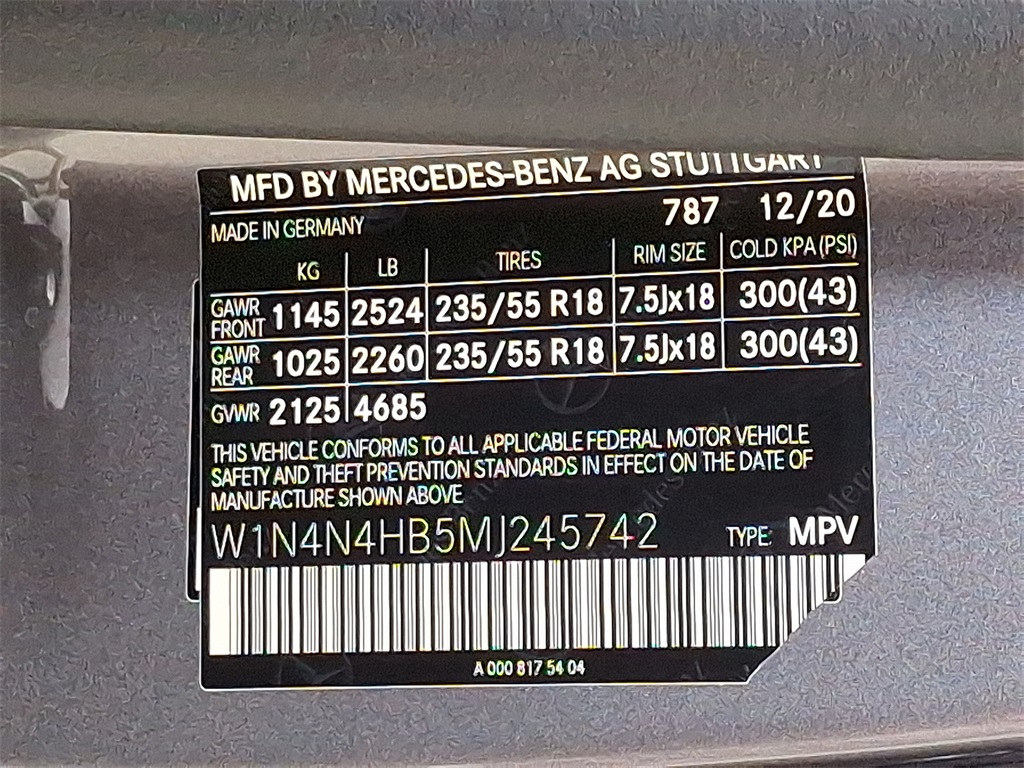 MFD BY MERCEDES-BENZ AG STUTTGART
MADE IN GERMANY 787 12/20
KG LB TIRES RIM SIZE COLD KPA (PSI)
GAWR FRONT 1145 2524 235/55 R18 7.5Jx18 300(43)
GAWR REAR 1025 2260 235/55 R18 7.5Jx18 300(43)
GVWR 2125 4685
THIS VEHICLE CONFORMS TO ALL APPLICABLE FEDERAL MOTOR VEHICLE
SAFETY AND THEFT PREVENTION STANDARDS IN EFFECT ON THE DATE OF
MANUFACTURE SHOWN ABOVE
W1N4N4HB5MJ245742 TYPE: MPV
A 000 817 54 04